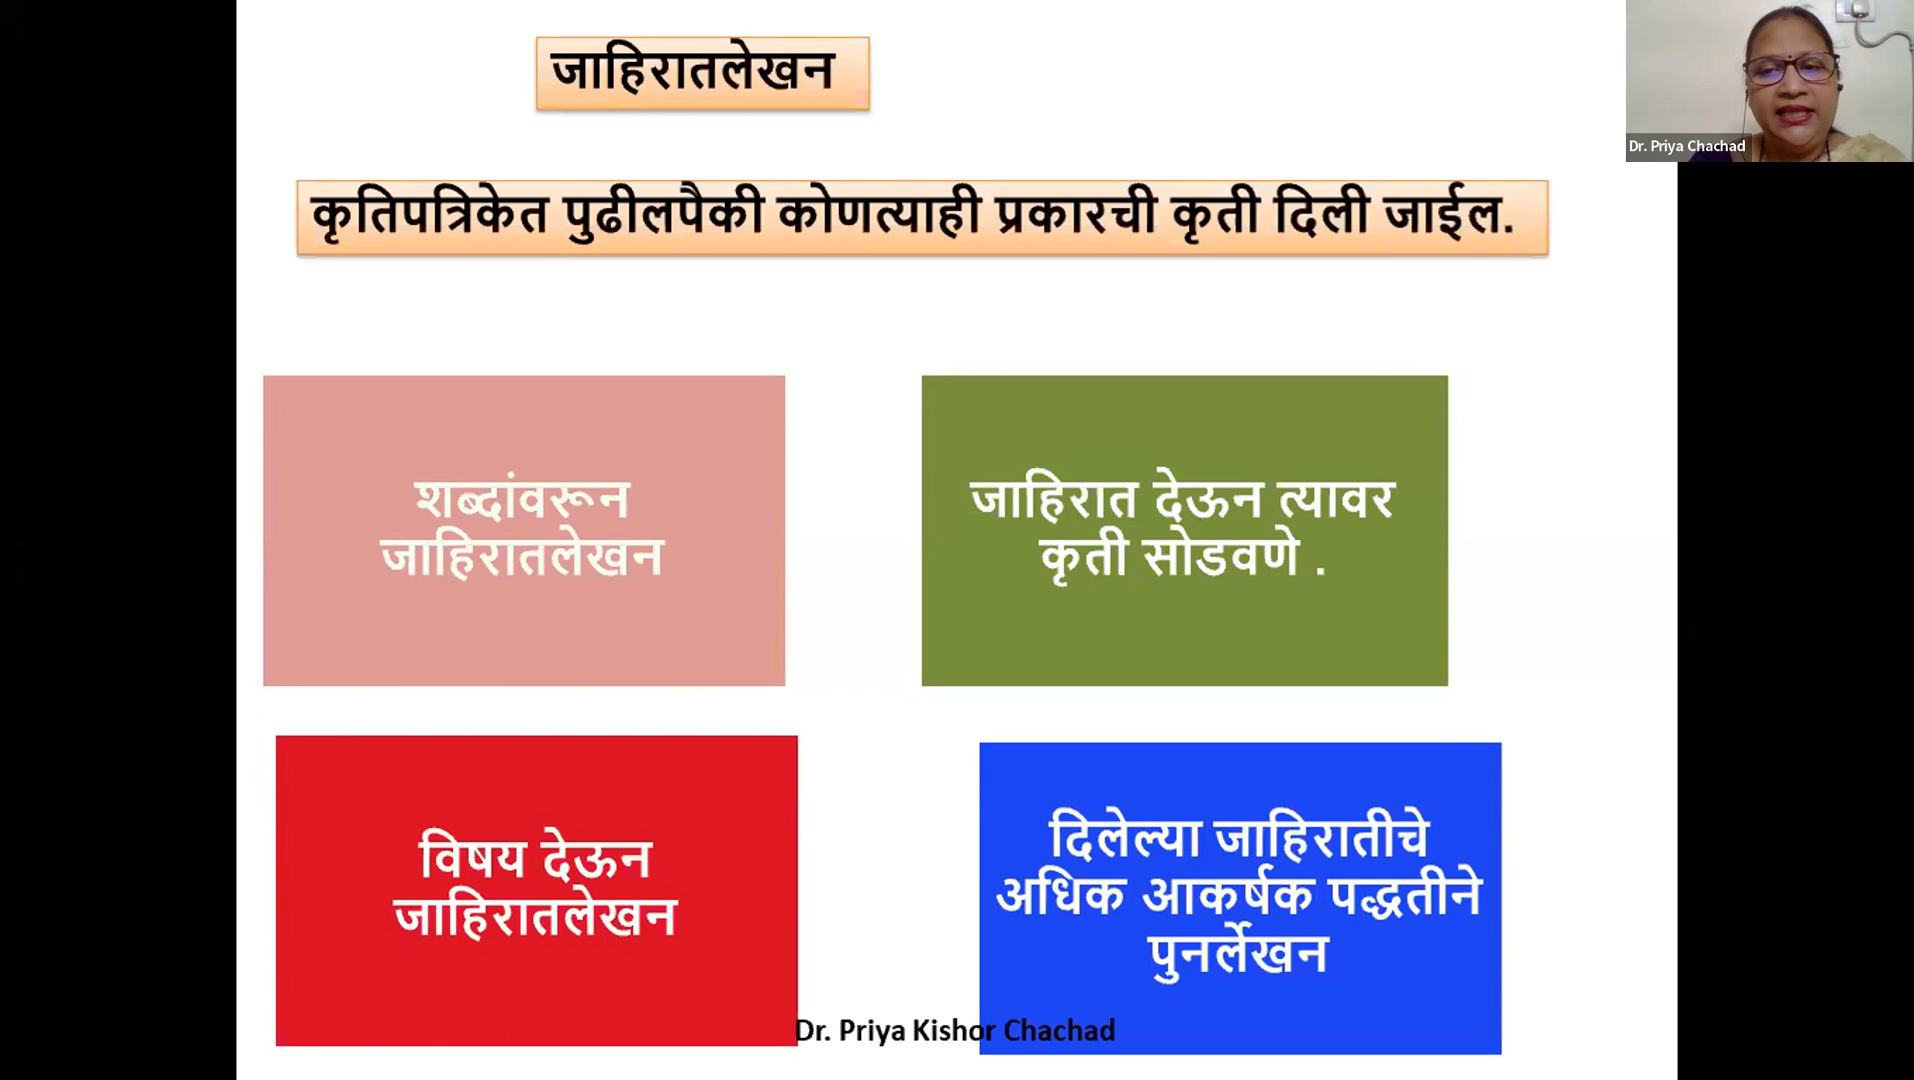 जाहिरातलेखन
Dr. Priya Chachad
कृतिपत्रिकेत पुढीलपैकी कोणत्याही प्रकारची कृती दिली जाईल.
शब्दांवरून
जाहिरातलेखन
जाहिरात देऊन त्यावर
कृती सोडवणे .
विषय देऊन
जाहिरातलेखन
दिलेल्या जाहिरातीचे
अधिक आकर्षक पद्धतीने
पुनर्लेखन
Dr. Priya Kishor Chachad